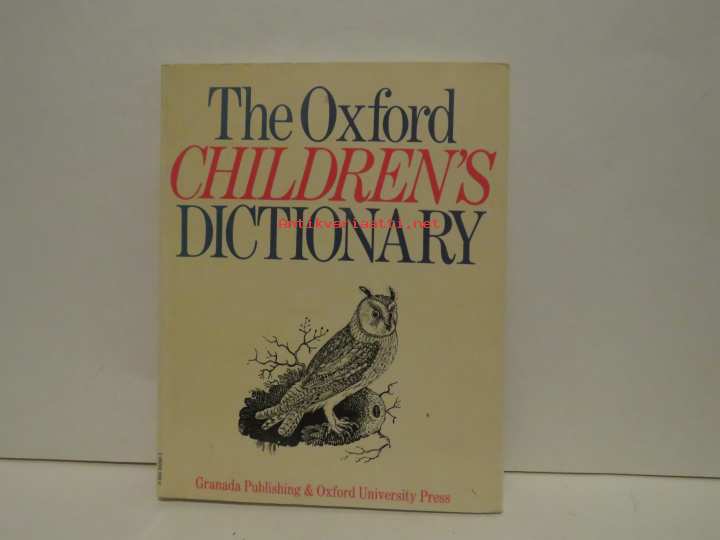 The Oxford
CHILDREN'S
DICTIONARY
Antikvariaatti.net
Granada Publishing & Oxford University Press